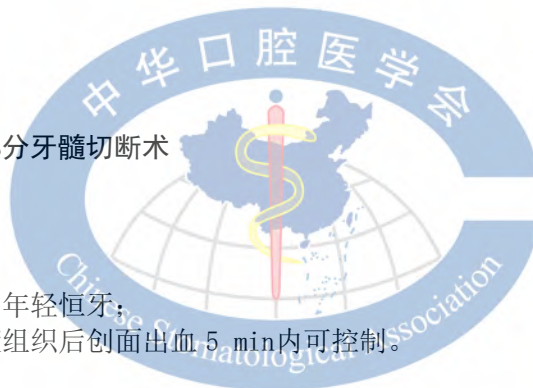 中华口腔医学会
分牙髓切断术
年轻恒牙；
组织后创面出血 5 min内可控制。
Chinese Stomatological Association